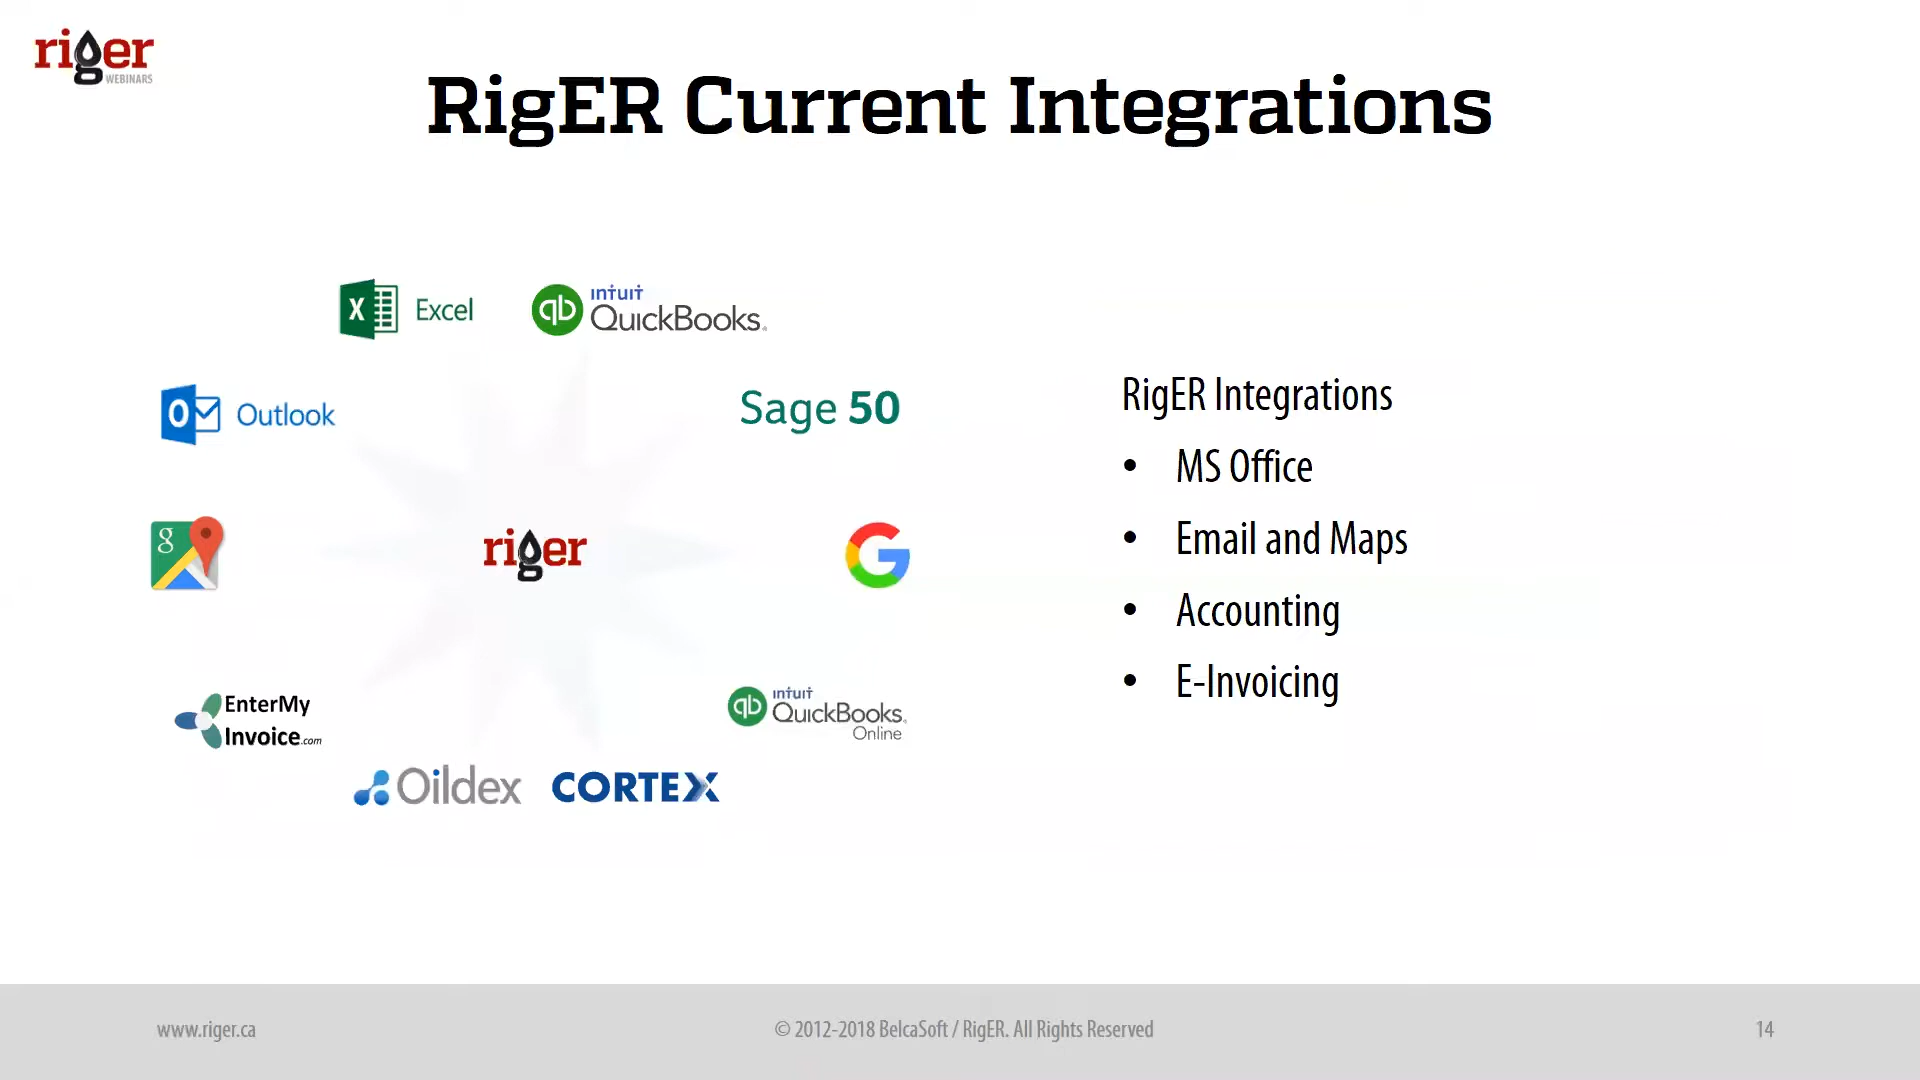 riger
WEBINARS
RigER Current Integrations
X Excel
qb intuit
QuickBooks.
O Outlook
Sage 50
g
riger
G
EnterMy
Invoice.com
qb intuit
QuickBooks.
Online
Oildex
CORTEX
RigER Integrations
• MS Office
• Email and Maps
• Accounting
• E-Invoicing
www.riger.ca
© 2012-2018 BelcaSoft / RigER. All Rights Reserved
14